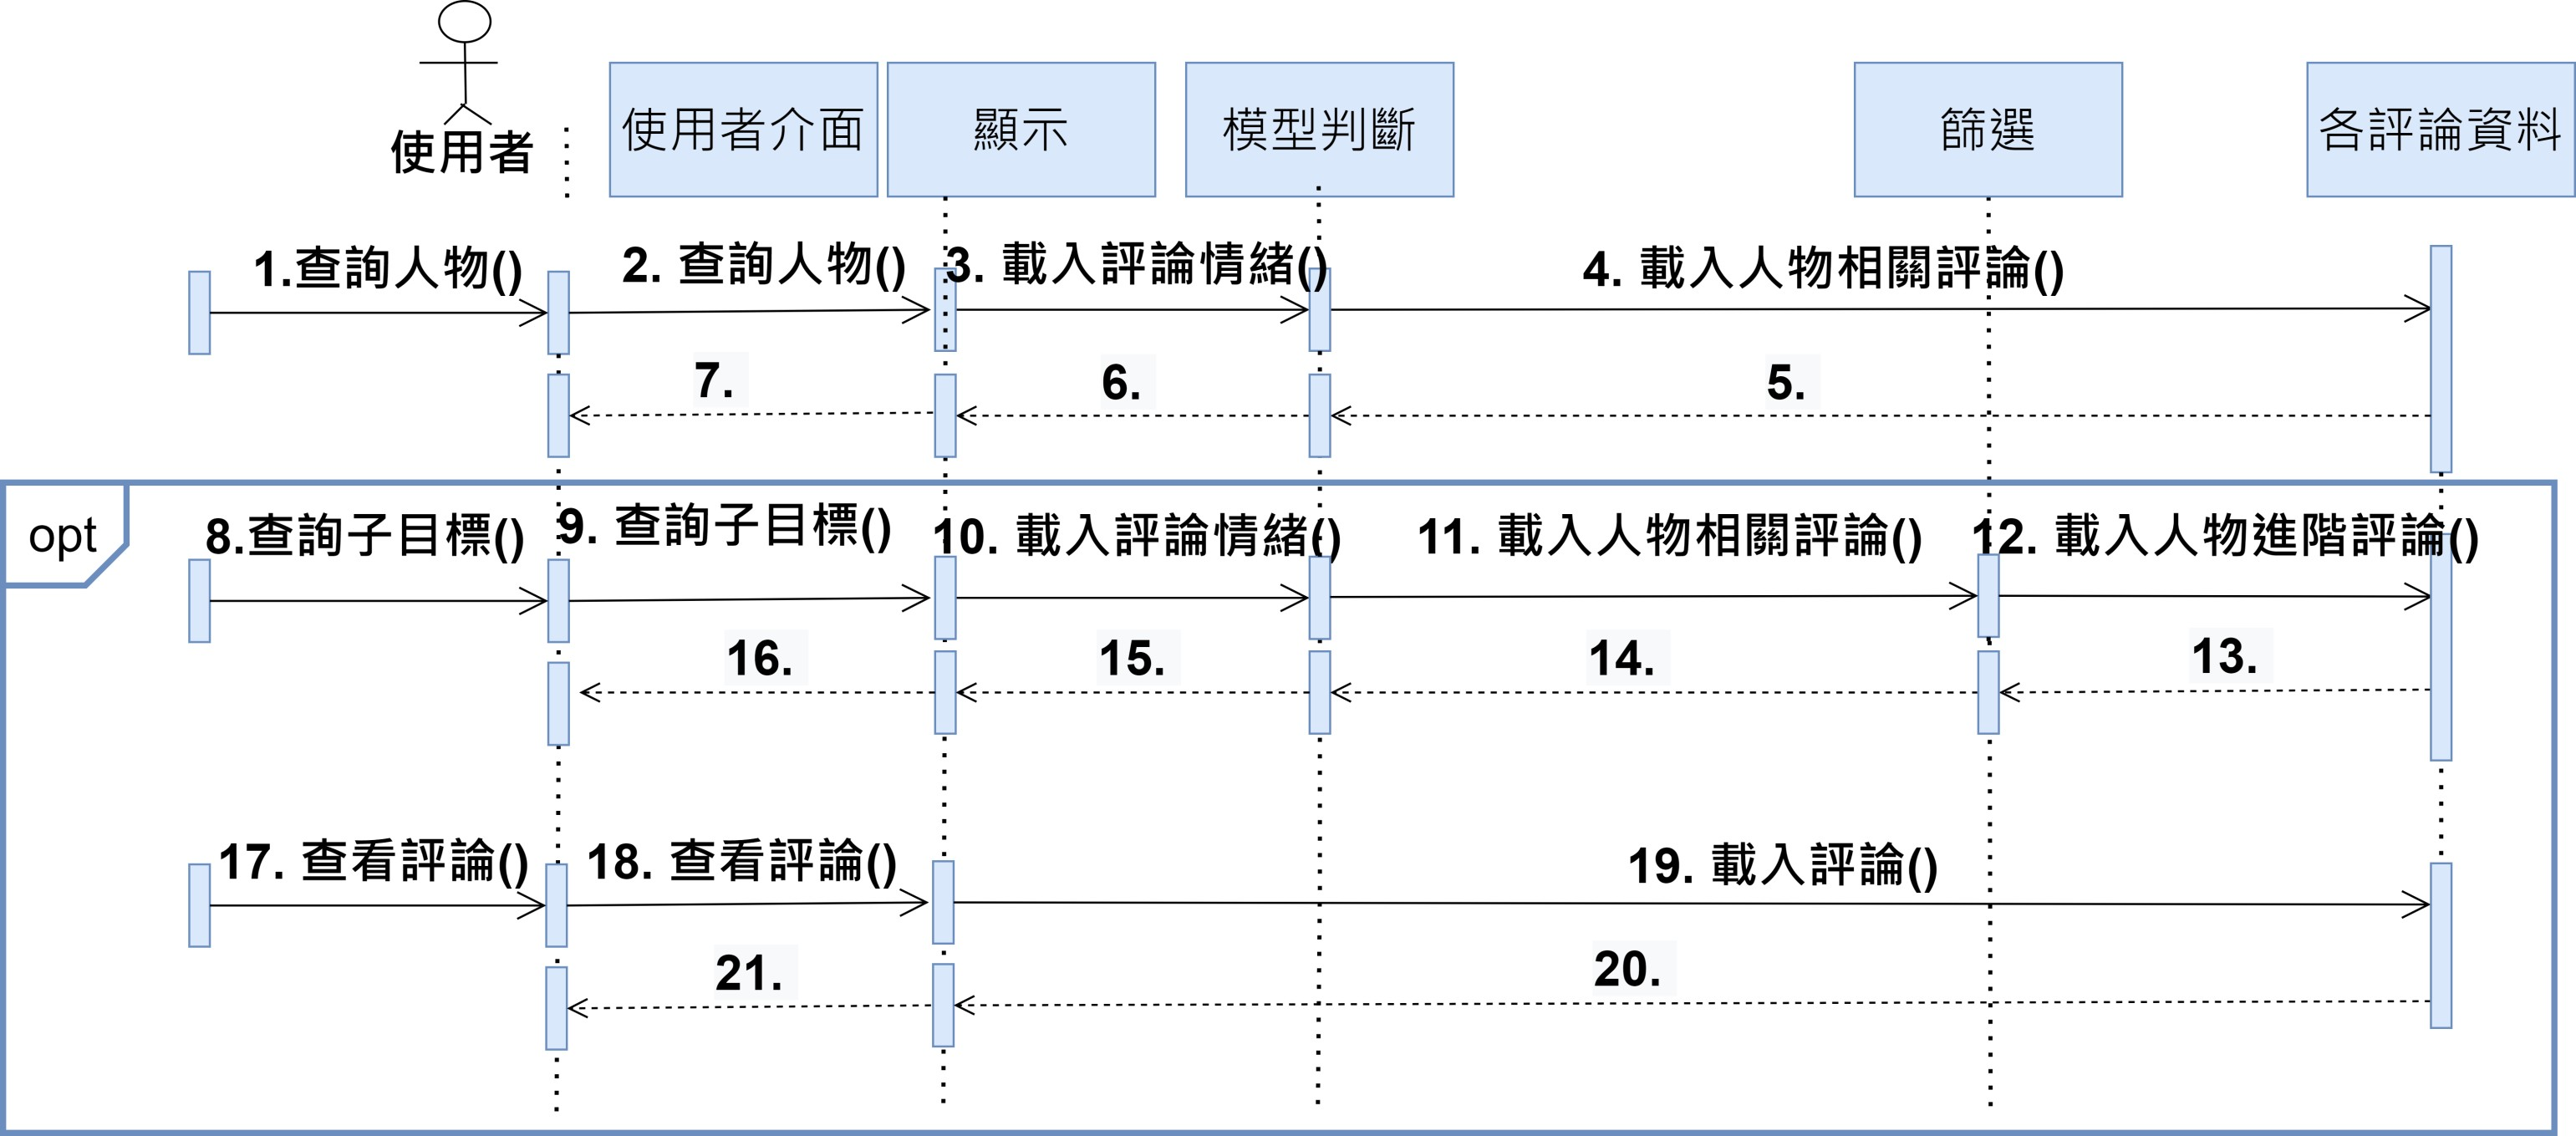 使用者
使用者介面
顯示
模型判斷
篩選
各評論資料
1.查詢人物()
2. 查詢人物()
3. 載入評論情緒()
4. 載入人物相關評論()
7.
6.
5.
opt
8.查詢子目標()
9. 查詢子目標()
10. 載入評論情緒()
11. 載入人物相關評論()
12. 載入人物進階評論()
16.
15.
14.
13.
17. 查看評論()
18. 查看評論()
19. 載入評論()
21.
20.